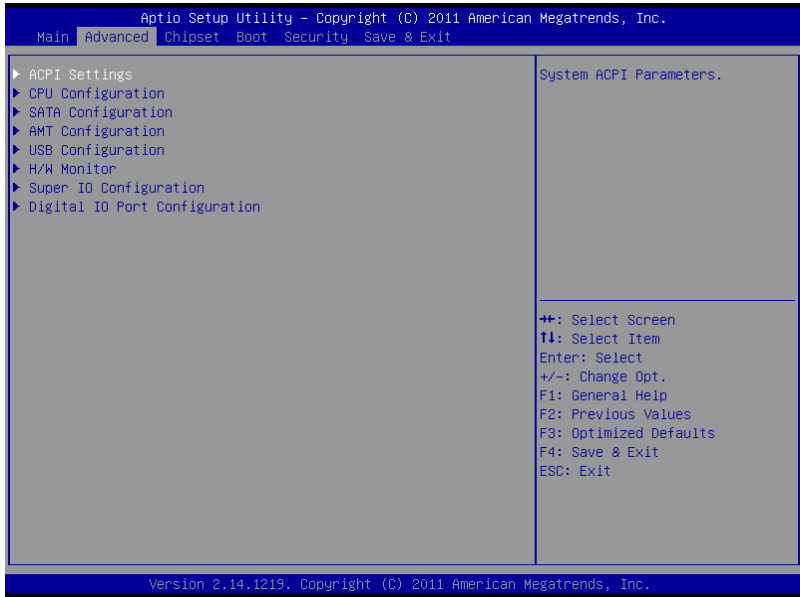 Aptio Setup Utility – Copyright (C) 2011 American Megatrends, Inc.
Main Advanced Chipset Boot Security Save & Exit
ACPI Settings
CPU Configuration
SATA Configuration
AMT Configuration
USB Configuration
H/W Monitor
Super IO Configuration
Digital IO Port Configuration
System ACPI Parameters.
→←: Select Screen
↑↓: Select Item
Enter: Select
+/-: Change Opt.
F1: General Help
F2: Previous Values
F3: Optimized Defaults
F4: Save & Exit
ESC: Exit
Version 2.14.1219. Copyright (C) 2011 American Megatrends, Inc.